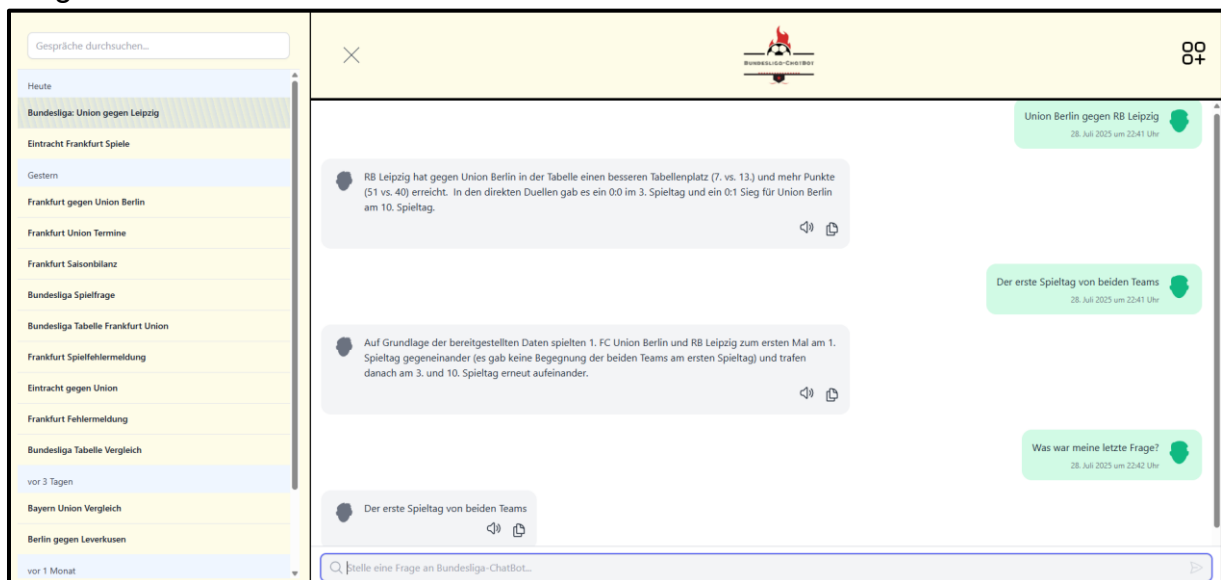 Gespräche durchsuchen...
Heute
Bundesliga: Union gegen Leipzig
Eintracht Frankfurt Spiele
Gestern
Frankfurt gegen Union Berlin
Frankfurt Union Termine
Frankfurt Saisonbilanz
Bundesliga Spielfrage
Bundesliga Tabelle Frankfurt Union
Frankfurt Spielfehlermeldung
Eintracht gegen Union
Frankfurt Fehlermeldung
Bundesliga Tabelle Vergleich
vor 3 Tagen
Bayern Union Vergleich
Berlin gegen Leverkusen
vor 1 Monat
Bundesliga-ChatBot
Union Berlin gegen RB Leipzig
28. Juli 2025 um 22:41 Uhr
RB Leipzig hat gegen Union Berlin in der Tabelle einen besseren Tabellenplatz (7. vs. 13.) und mehr Punkte
(51 vs. 40) erreicht. In den direkten Duellen gab es ein 0:0 im 3. Spieltag und ein 0:1 Sieg für Union Berlin
am 10. Spieltag.
Der erste Spieltag von beiden Teams
28. Juli 2025 um 22:41 Uhr
Auf Grundlage der bereitgestellten Daten spielten 1. FC Union Berlin und RB Leipzig zum ersten Mal am 1.
Spieltag gegeneinander (es gab keine Begegnung der beiden Teams am ersten Spieltag) und trafen
danach am 3. und 10. Spieltag erneut aufeinander.
Was war meine letzte Frage?
28. Juli 2025 um 22:42 Uhr
Der erste Spieltag von beiden Teams
Stelle eine Frage an Bundesliga-ChatBot...